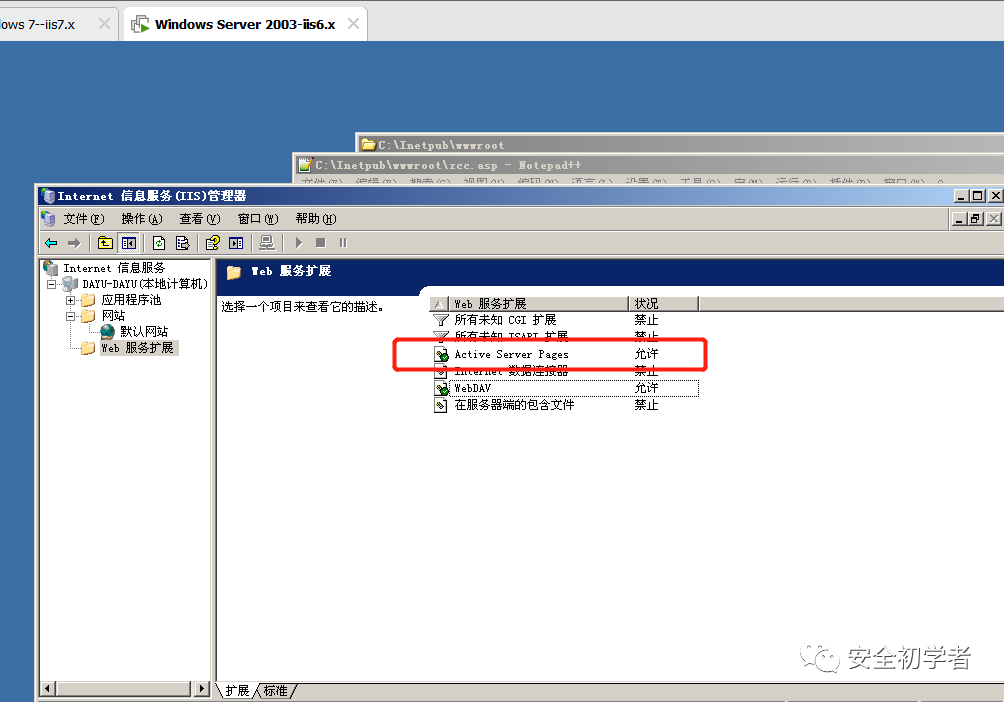 ows 7--iis7.x
Windows Server 2003-iis6.x
C:\Inetpub\wwwroot
C:\Inetpub\wwwroot\zcc.asp - Notepad++
Internet 信息服务(IIS)管理器
文件(F) 操作(A) 查看(V) 窗口(W) 帮助(H)
Internet 信息服务
DAYU-DAYU(本地计算机)
应用程序池
网站
默认网站
Web 服务扩展
Web 服务扩展
选择一个项目来查看它的描述。
Web 服务扩展 状况
所有未知 CGI 扩展 禁止
所有未知 ISAPI 扩展 禁止
Active Server Pages 允许
Internet 数据连接器 禁止
WebDAV 允许
在服务器端的包含文件 禁止
扩展 标准
安全初学者